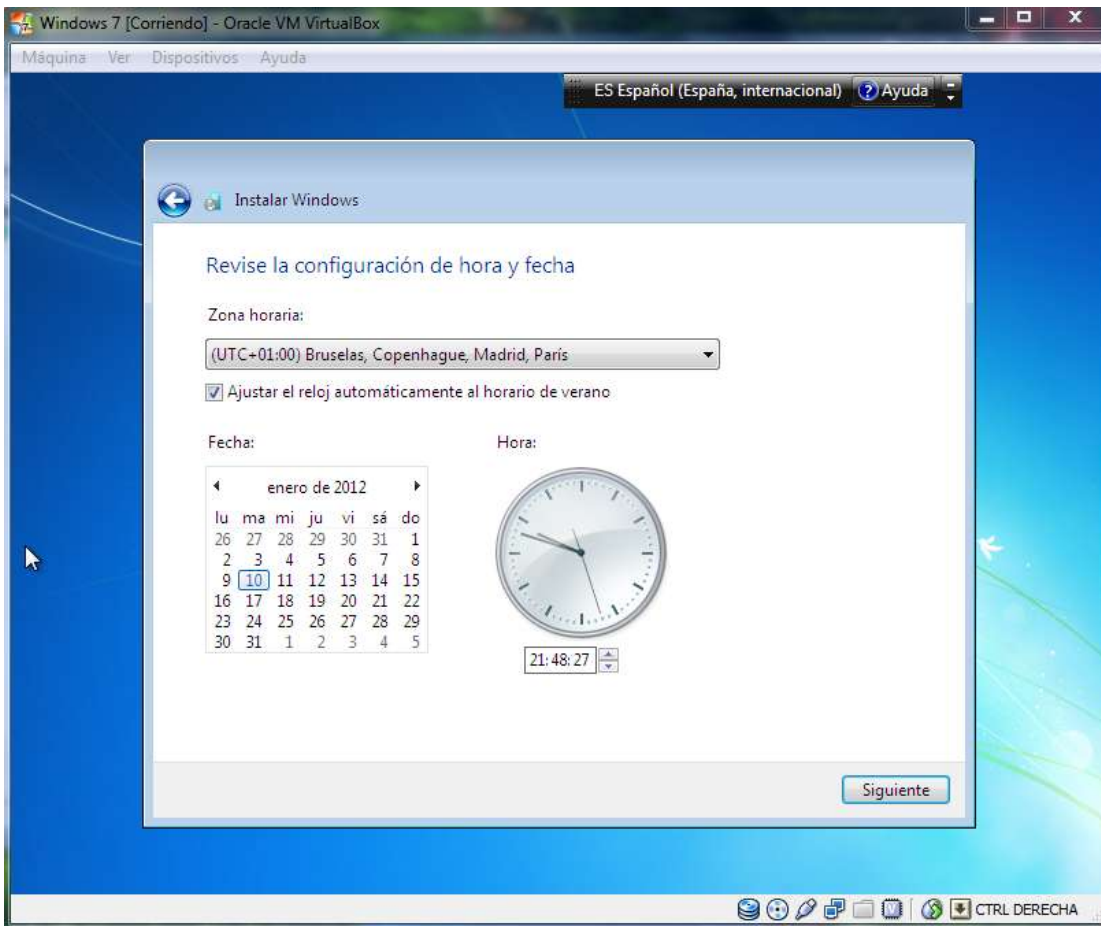 Windows 7 [Corriendo] - Oracle VM VirtualBox
Máquina Ver Dispositivos Ayuda
ES Español (España, internacional) Ayuda
Instalar Windows
Revise la configuración de hora y fecha
Zona horaria:
(UTC+01:00) Bruselas, Copenhague, Madrid, París
Ajustar el reloj automáticamente al horario de verano
Fecha: Hora:
enero de 2012
lu ma mi ju vi sá do
26 27 28 29 30 31 1
2 3 4 5 6 7 8
9 10 11 12 13 14 15
16 17 18 19 20 21 22
23 24 25 26 27 28 29
30 31 1 2 3 4 5
21:48:27
Siguiente
CTRL DERECHA